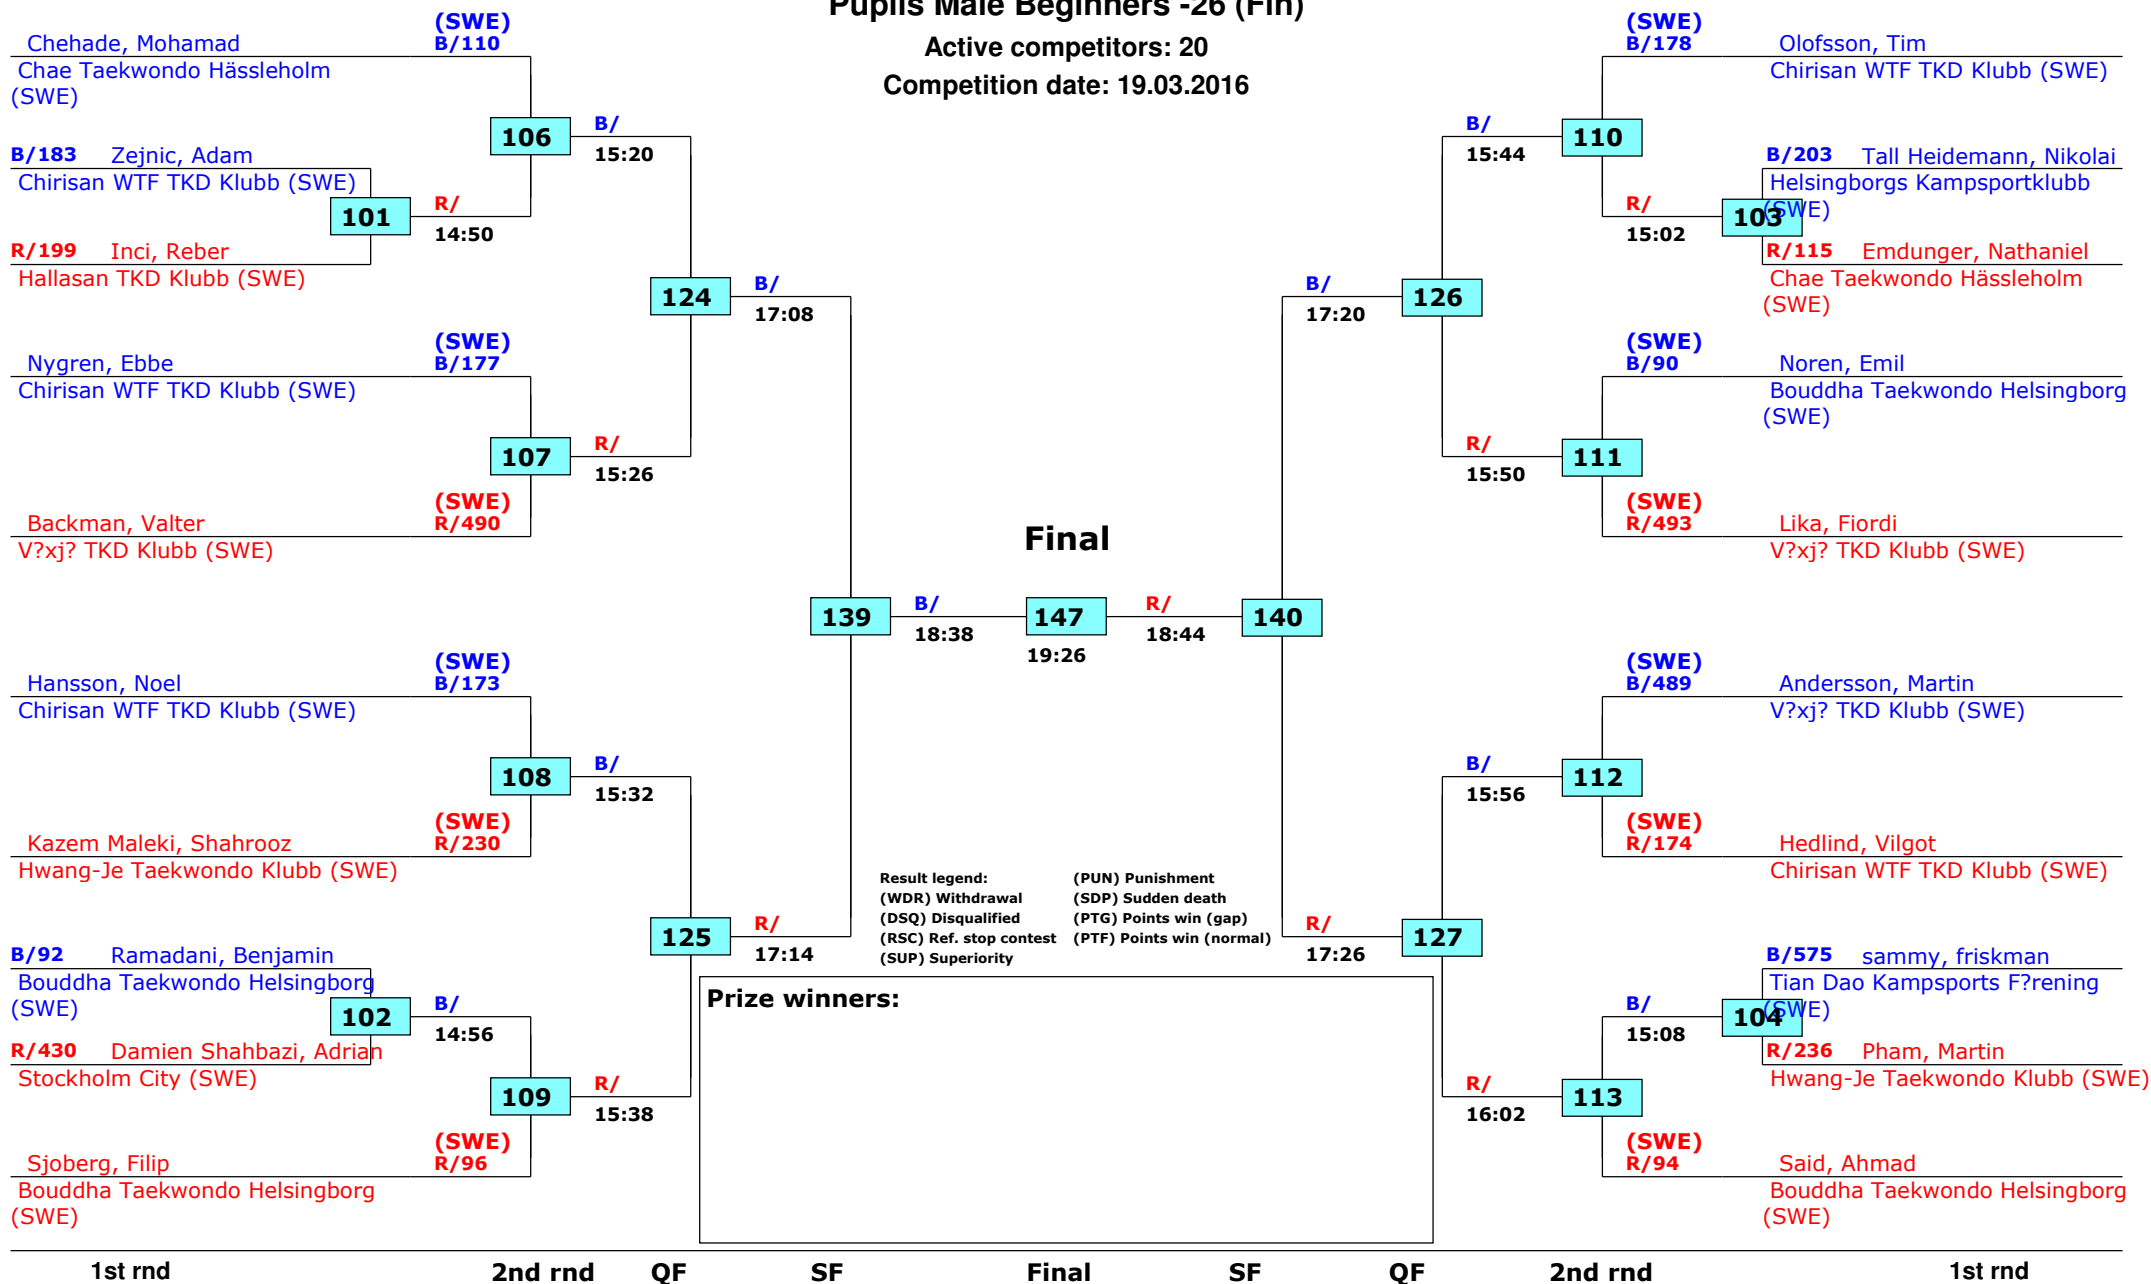 Pupils Male Beginners -26 (Fin)
Active competitors: 20
Competition date: 19.03.2016
Chehade, Mohamad
(SWE)
B/110
Chae Taekwondo Hässleholm
(SWE)
106
B/
15:20
B/183 Zejnic, Adam
Chirisan WTF TKD Klubb (SWE)
101
R/
14:50
R/199 Inci, Reber
Hallasan TKD Klubb (SWE)
124
B/
17:08
Nygren, Ebbe
(SWE)
B/177
Chirisan WTF TKD Klubb (SWE)
107
R/
15:26
Backman, Valter
(SWE)
R/490
V?xj? TKD Klubb (SWE)
139
B/
18:38
Hansson, Noel
(SWE)
B/173
Chirisan WTF TKD Klubb (SWE)
108
B/
15:32
Kazem Maleki, Shahrooz
(SWE)
R/230
Hwang-Je Taekwondo Klubb (SWE)
125
R/
17:14
B/92 Ramadani, Benjamin
Bouddha Taekwondo Helsingborg
(SWE)
102
B/
14:56
R/430 Damien Shahbazi, Adrian
Stockholm City (SWE)
109
R/
15:38
Sjoberg, Filip
(SWE)
R/96
Bouddha Taekwondo Helsingborg
(SWE)
Final
147
19:26
R/
18:44
140
(SWE)
B/178
Olofsson, Tim
Chirisan WTF TKD Klubb (SWE)
B/
15:44
110
B/203 Tall Heidemann, Nikolai
Helsingborgs Kampsportklubb
(SWE)
R/
15:02
103
R/115 Emdunger, Nathaniel
Chae Taekwondo Hässleholm
(SWE)
B/
17:20
126
(SWE)
B/90
Noren, Emil
Bouddha Taekwondo Helsingborg
(SWE)
R/
15:50
111
(SWE)
R/493
Lika, Fiordi
V?xj? TKD Klubb (SWE)
(SWE)
B/489
Andersson, Martin
V?xj? TKD Klubb (SWE)
B/
15:56
112
(SWE)
R/174
Hedlind, Vilgot
Chirisan WTF TKD Klubb (SWE)
R/
17:26
127
B/575 sammy, friskman
Tian Dao Kampsports F?rening
(SWE)
B/
15:08
104
R/236 Pham, Martin
Hwang-Je Taekwondo Klubb (SWE)
R/
16:02
113
(SWE)
R/94
Said, Ahmad
Bouddha Taekwondo Helsingborg
(SWE)
Result legend: (PUN) Punishment
(WDR) Withdrawal (SDP) Sudden death
(DSQ) Disqualified (PTG) Points win (gap)
(RSC) Ref. stop contest (PTF) Points win (normal)
(SUP) Superiority
Prize winners:
1st rnd 2nd rnd QF SF Final SF QF 2nd rnd 1st rnd